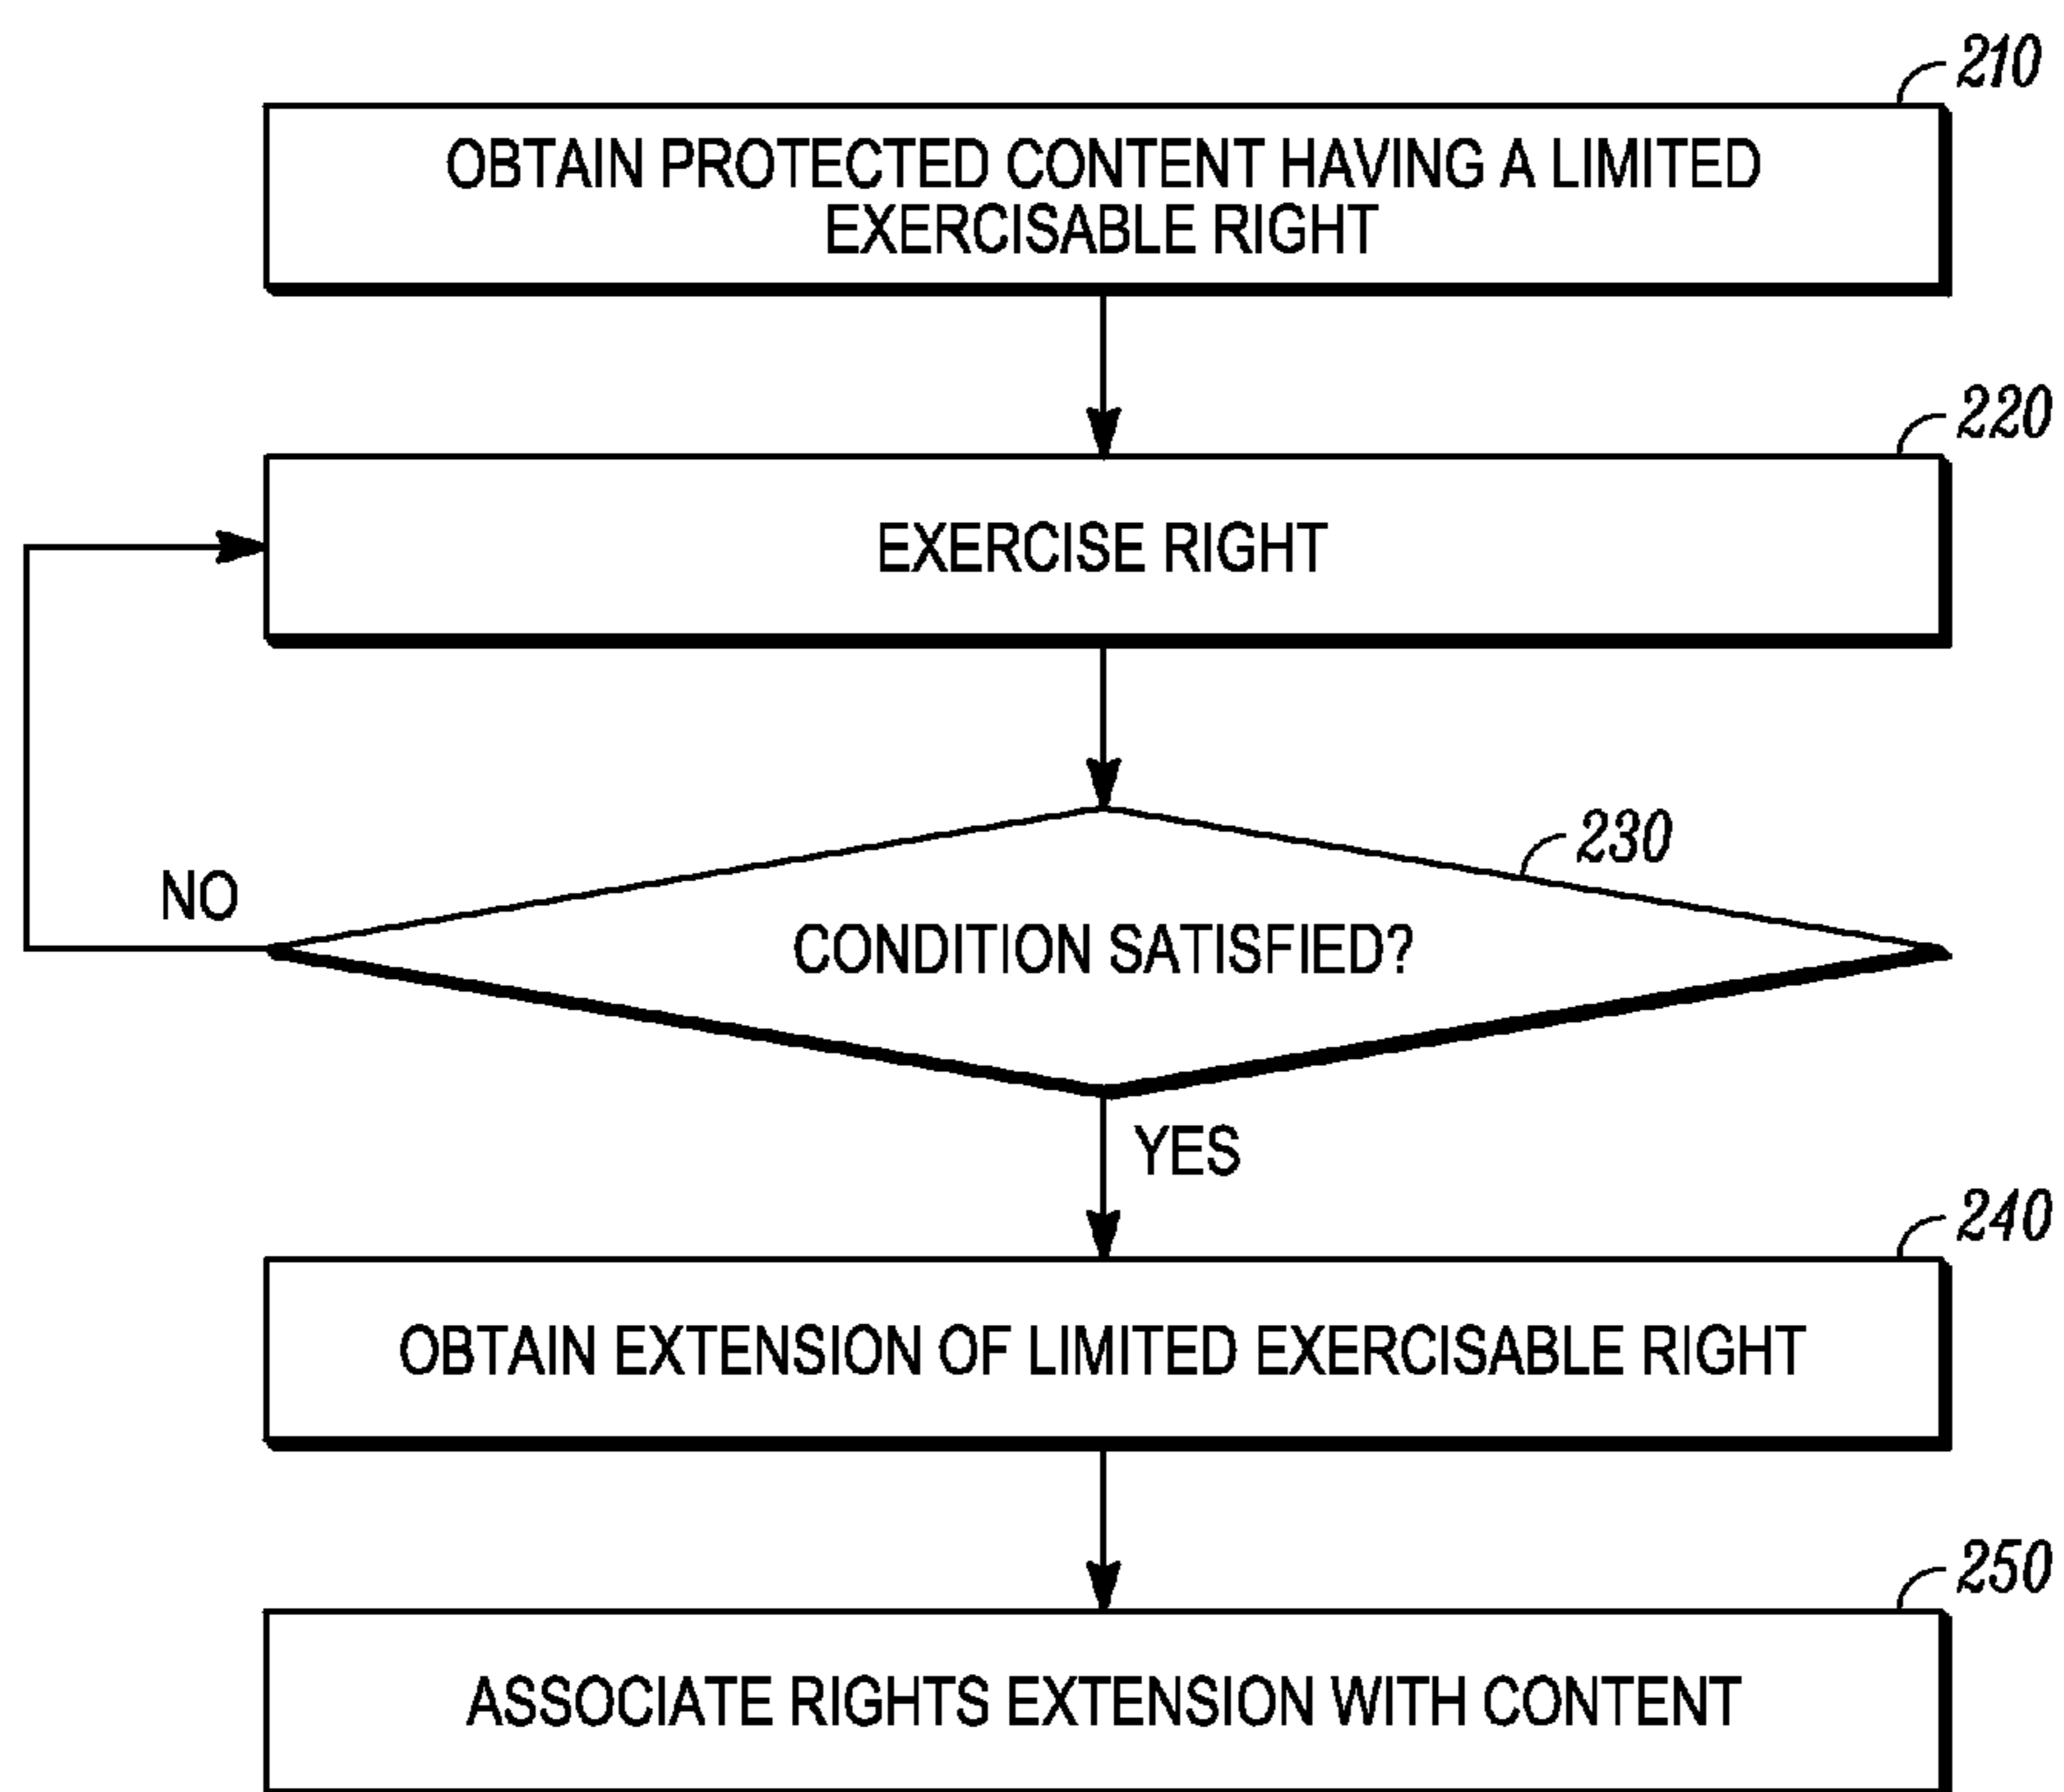 210
OBTAIN PROTECTED CONTENT HAVING A LIMITED
EXERCISABLE RIGHT
220
EXERCISE RIGHT
230
NO
CONDITION SATISFIED?
YES
240
OBTAIN EXTENSION OF LIMITED EXERCISABLE RIGHT
250
ASSOCIATE RIGHTS EXTENSION WITH CONTENT